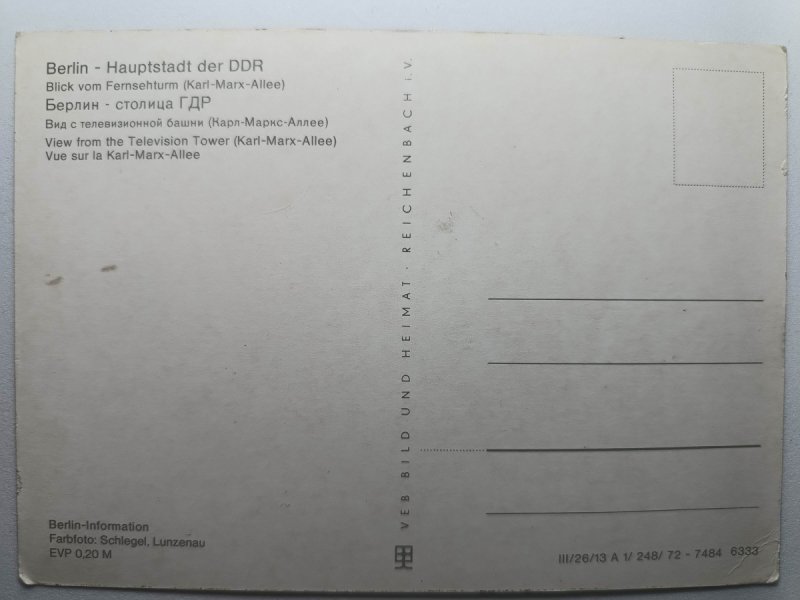 Berlin - Hauptstadt der DDR
Blick vom Fernsehturm (Karl-Marx-Allee)
Берлин - столица ГДР
Вид с телевизионной башни (Карл-Маркс-Аллее)
View from the Television Tower (Karl-Marx-Allee)
Vue sur la Karl-Marx-Allee
VEB BILD UND HEIMAT · REICHENBACH i. V.
Berlin-Information
Farbfoto: Schlegel, Lunzenau
EVP 0,20 M
III/26/13 A 1/ 248/ 72 - 7484 6333